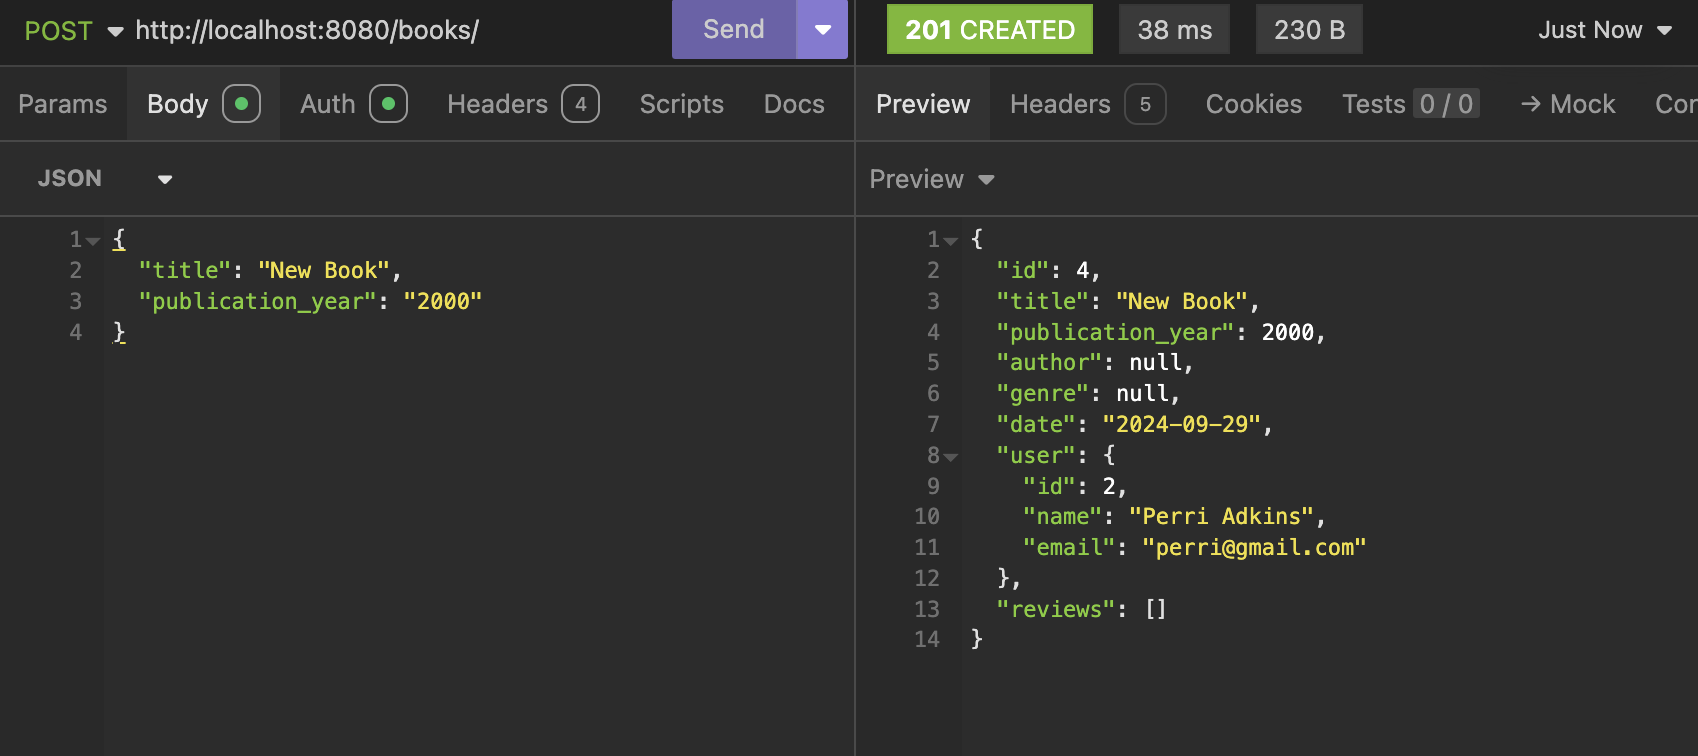 POST http://localhost:8080/books/ Send
201 CREATED 38 ms 230 B Just Now
Params Body Auth Headers 4 Scripts Docs
Preview Headers 5 Cookies Tests 0 / 0 → Mock
JSON
Preview
1 {
2 "title": "New Book",
3 "publication_year": "2000"
4 }
1 {
2 "id": 4,
3 "title": "New Book",
4 "publication_year": 2000,
5 "author": null,
6 "genre": null,
7 "date": "2024-09-29",
8 "user": {
9 "id": 2,
10 "name": "Perri Adkins",
11 "email": "perri@gmail.com"
12 },
13 "reviews": []
14 }